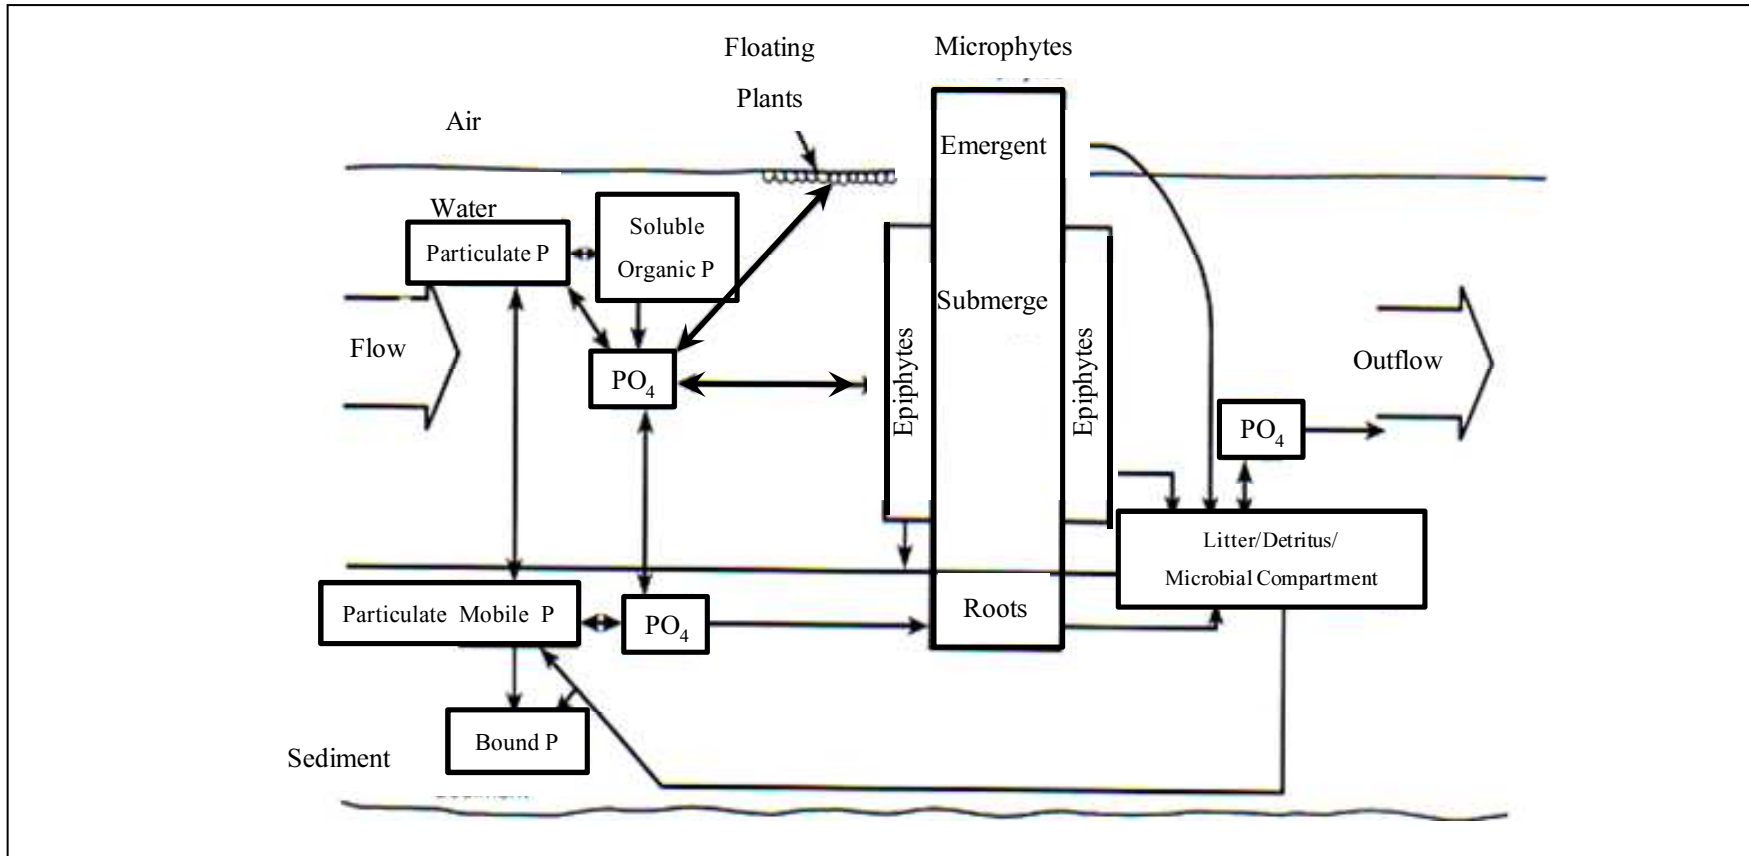 Floating
Plants
Microphytes
Air
Emergent
Water
Particulate P
Soluble
Organic P
Submerge
Flow
PO4
Epiphytes
Epiphytes
Outflow
PO4
Litter/Detritus/
Microbial Compartment
Particulate Mobile P
PO4
Roots
Bound P
Sediment